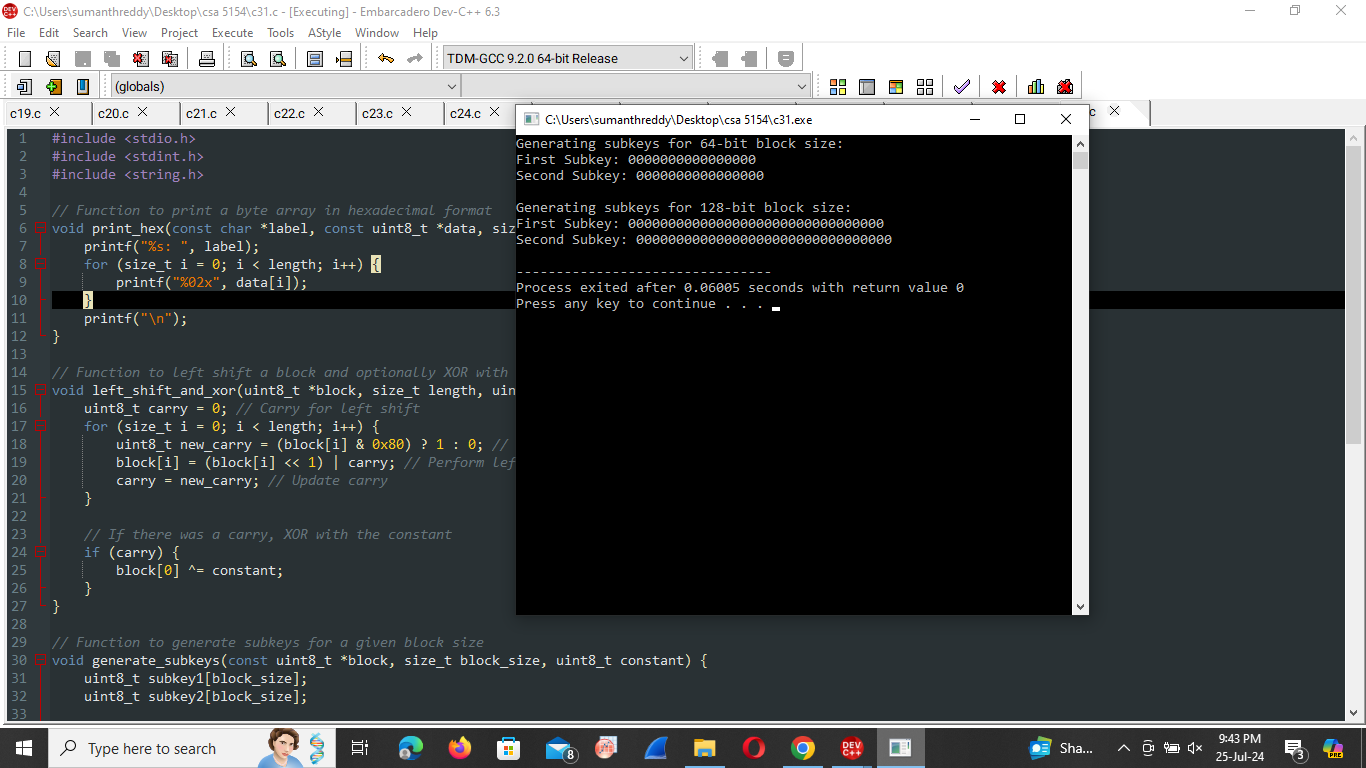 C:\Users\sumanthreddy\Desktop\csa 5154\c31.c - [Executing] - Embarcadero Dev-C++ 6.3
File Edit Search View Project Execute Tools AStyle Window Help
TDM-GCC 9.2.0 64-bit Release
(globals)
c19.c c20.c c21.c c22.c c23.c c24.c c
1 #include <stdio.h>
2 #include <stdint.h>
3 #include <string.h>
4
5 // Function to print a byte array in hexadecimal format
6 void print_hex(const char *label, const uint8_t *data, siz
7 printf("%s: ", label);
8 for (size_t i = 0; i < length; i++) {
9 printf("%02x", data[i]);
10 }
11 printf("\n");
12 }
13
14 // Function to left shift a block and optionally XOR with
15 void left_shift_and_xor(uint8_t *block, size_t length, uin
16 uint8_t carry = 0; // Carry for left shift
17 for (size_t i = 0; i < length; i++) {
18 uint8_t new_carry = (block[i] & 0x80) ? 1 : 0; //
19 block[i] = (block[i] << 1) | carry; // Perform lef
20 carry = new_carry; // Update carry
21 }
22
23 // If there was a carry, XOR with the constant
24 if (carry) {
25 block[0] ^= constant;
26 }
27 }
28
29 // Function to generate subkeys for a given block size
30 void generate_subkeys(const uint8_t *block, size_t block_size, uint8_t constant) {
31 uint8_t subkey1[block_size];
32 uint8_t subkey2[block_size];
33
C:\Users\sumanthreddy\Desktop\csa 5154\c31.exe
Generating subkeys for 64-bit block size:
First Subkey: 0000000000000000
Second Subkey: 0000000000000000
Generating subkeys for 128-bit block size:
First Subkey: 00000000000000000000000000000000
Second Subkey: 00000000000000000000000000000000
--------------------------------
Process exited after 0.06005 seconds with return value 0
Press any key to continue . . .
Type here to search
8
DEV C++
Sha...
9:43 PM
25-Jul-24
3
PRE